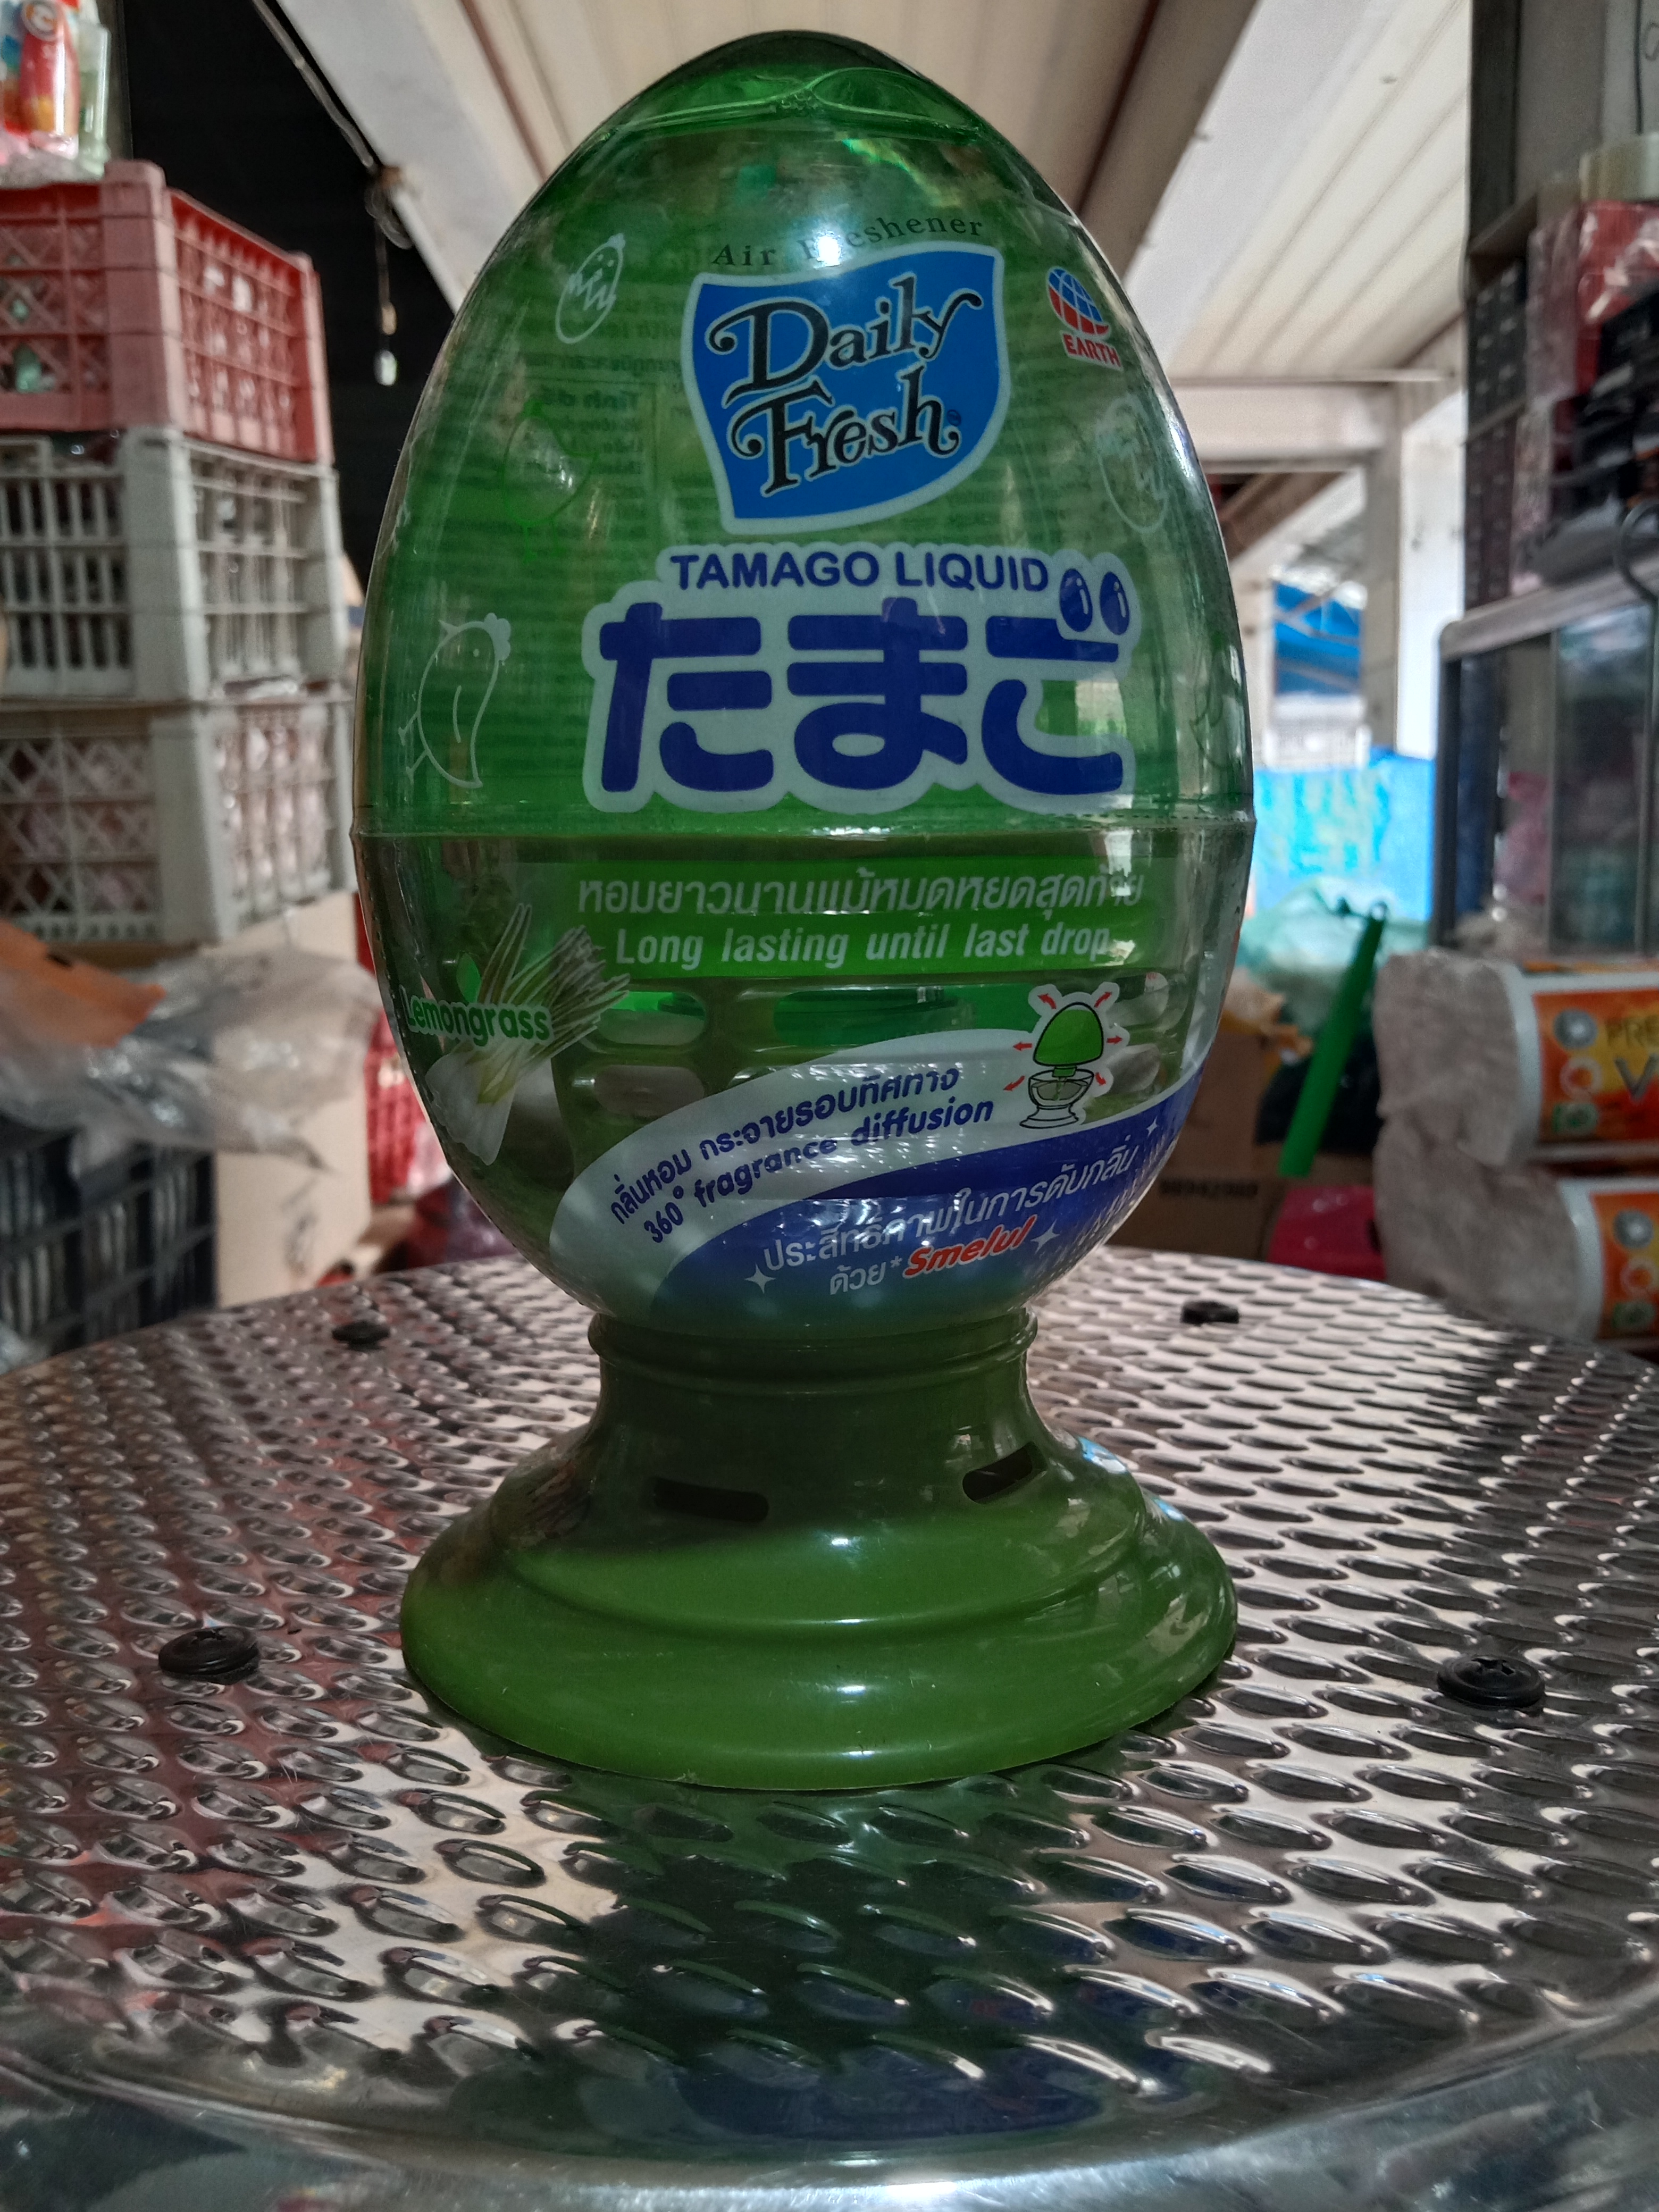 Air Freshener
Daily
Fresh
EARTH
TAMAGO LIQUID
たまご
หอมยาวนานแม้หมดหยดสุดท้าย
Long lasting until last drop
Lemongrass
กลิ่นหอม กระจายรอบทิศทาง
360° fragrance diffusion
ประสิทธิภาพในการดับกลิ่น
ด้วย* Smelul
PRE
V